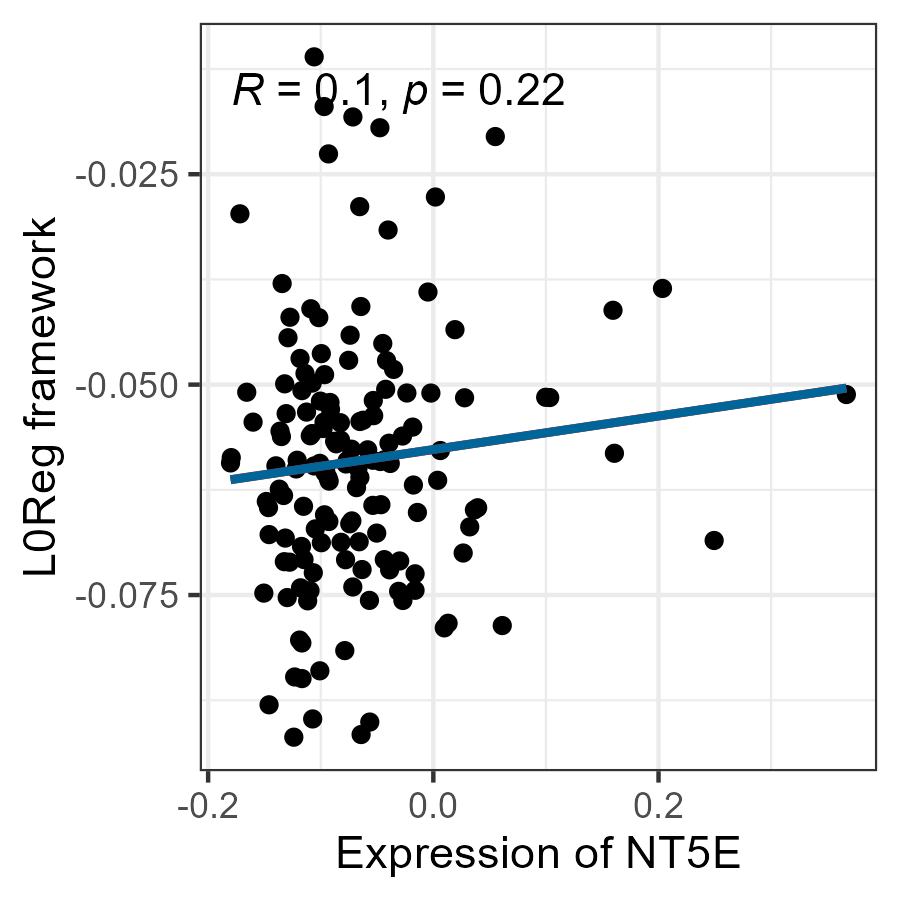 R = 0.1, p = 0.22
L0Reg framework
-0.025
-0.050
-0.075
-0.2
0.0
0.2
Expression of NT5E